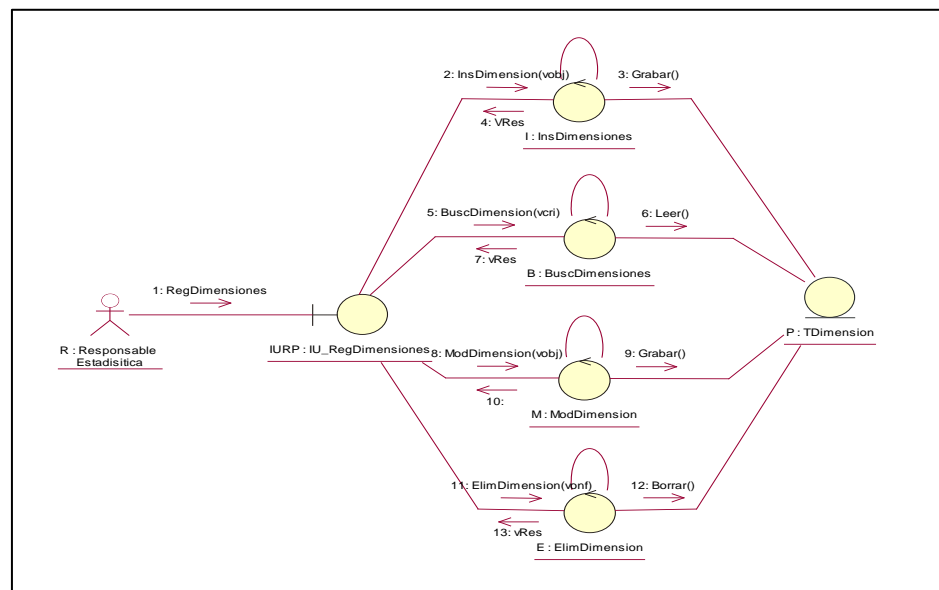 2: InsDimension(vobj)
3: Grabar()
4: VRes
I : InsDimensiones
5: BuscDimension(vcri)
6: Leer()
7: vRes
B : BuscDimensiones
1: RegDimensiones
R : Responsable
Estadisitica
IURP : IU_RegDimensiones
P : TDimension
8: ModDimension(vobj)
9: Grabar()
10:
M : ModDimension
11: ElimDimension(vpnf)
12: Borrar()
13: vRes
E : ElimDimension